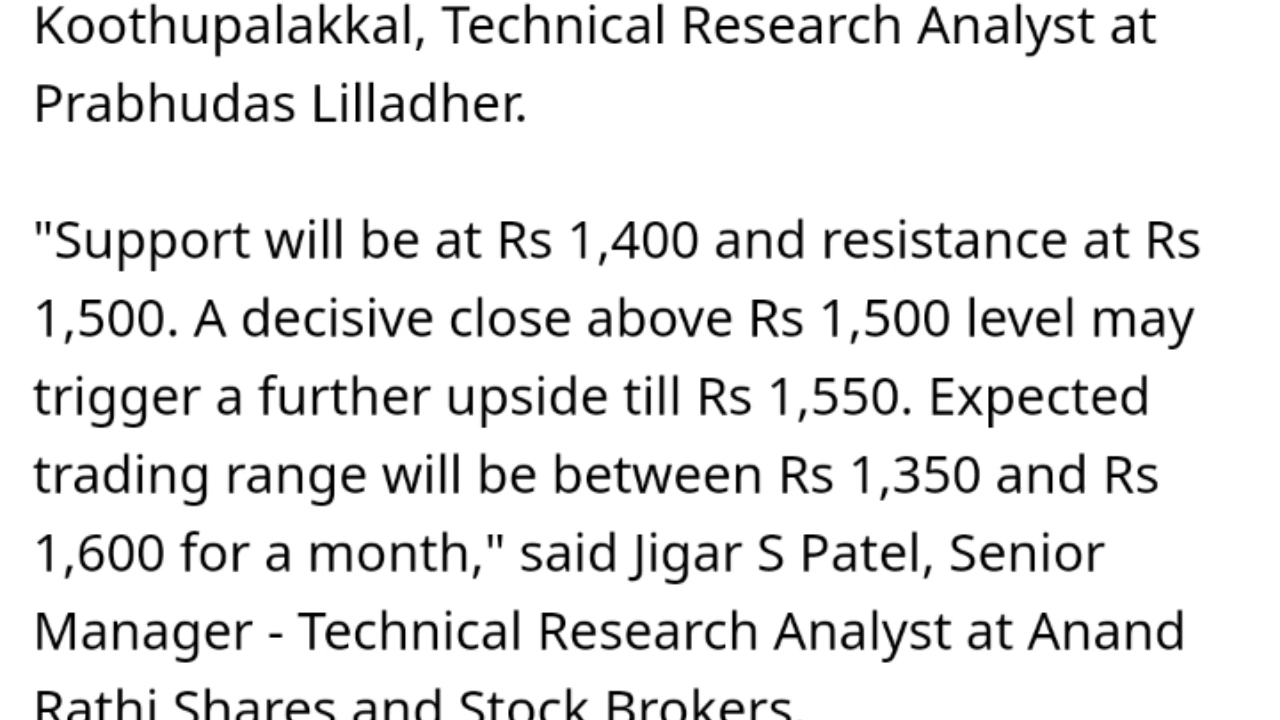 Koothupalakkal, Technical Research Analyst at
Prabhudas Lilladher.
"Support will be at Rs 1,400 and resistance at Rs
1,500. A decisive close above Rs 1,500 level may
trigger a further upside till Rs 1,550. Expected
trading range will be between Rs 1,350 and Rs
1,600 for a month," said Jigar S Patel, Senior
Manager - Technical Research Analyst at Anand
Rathi Shares and Stock Brokers.